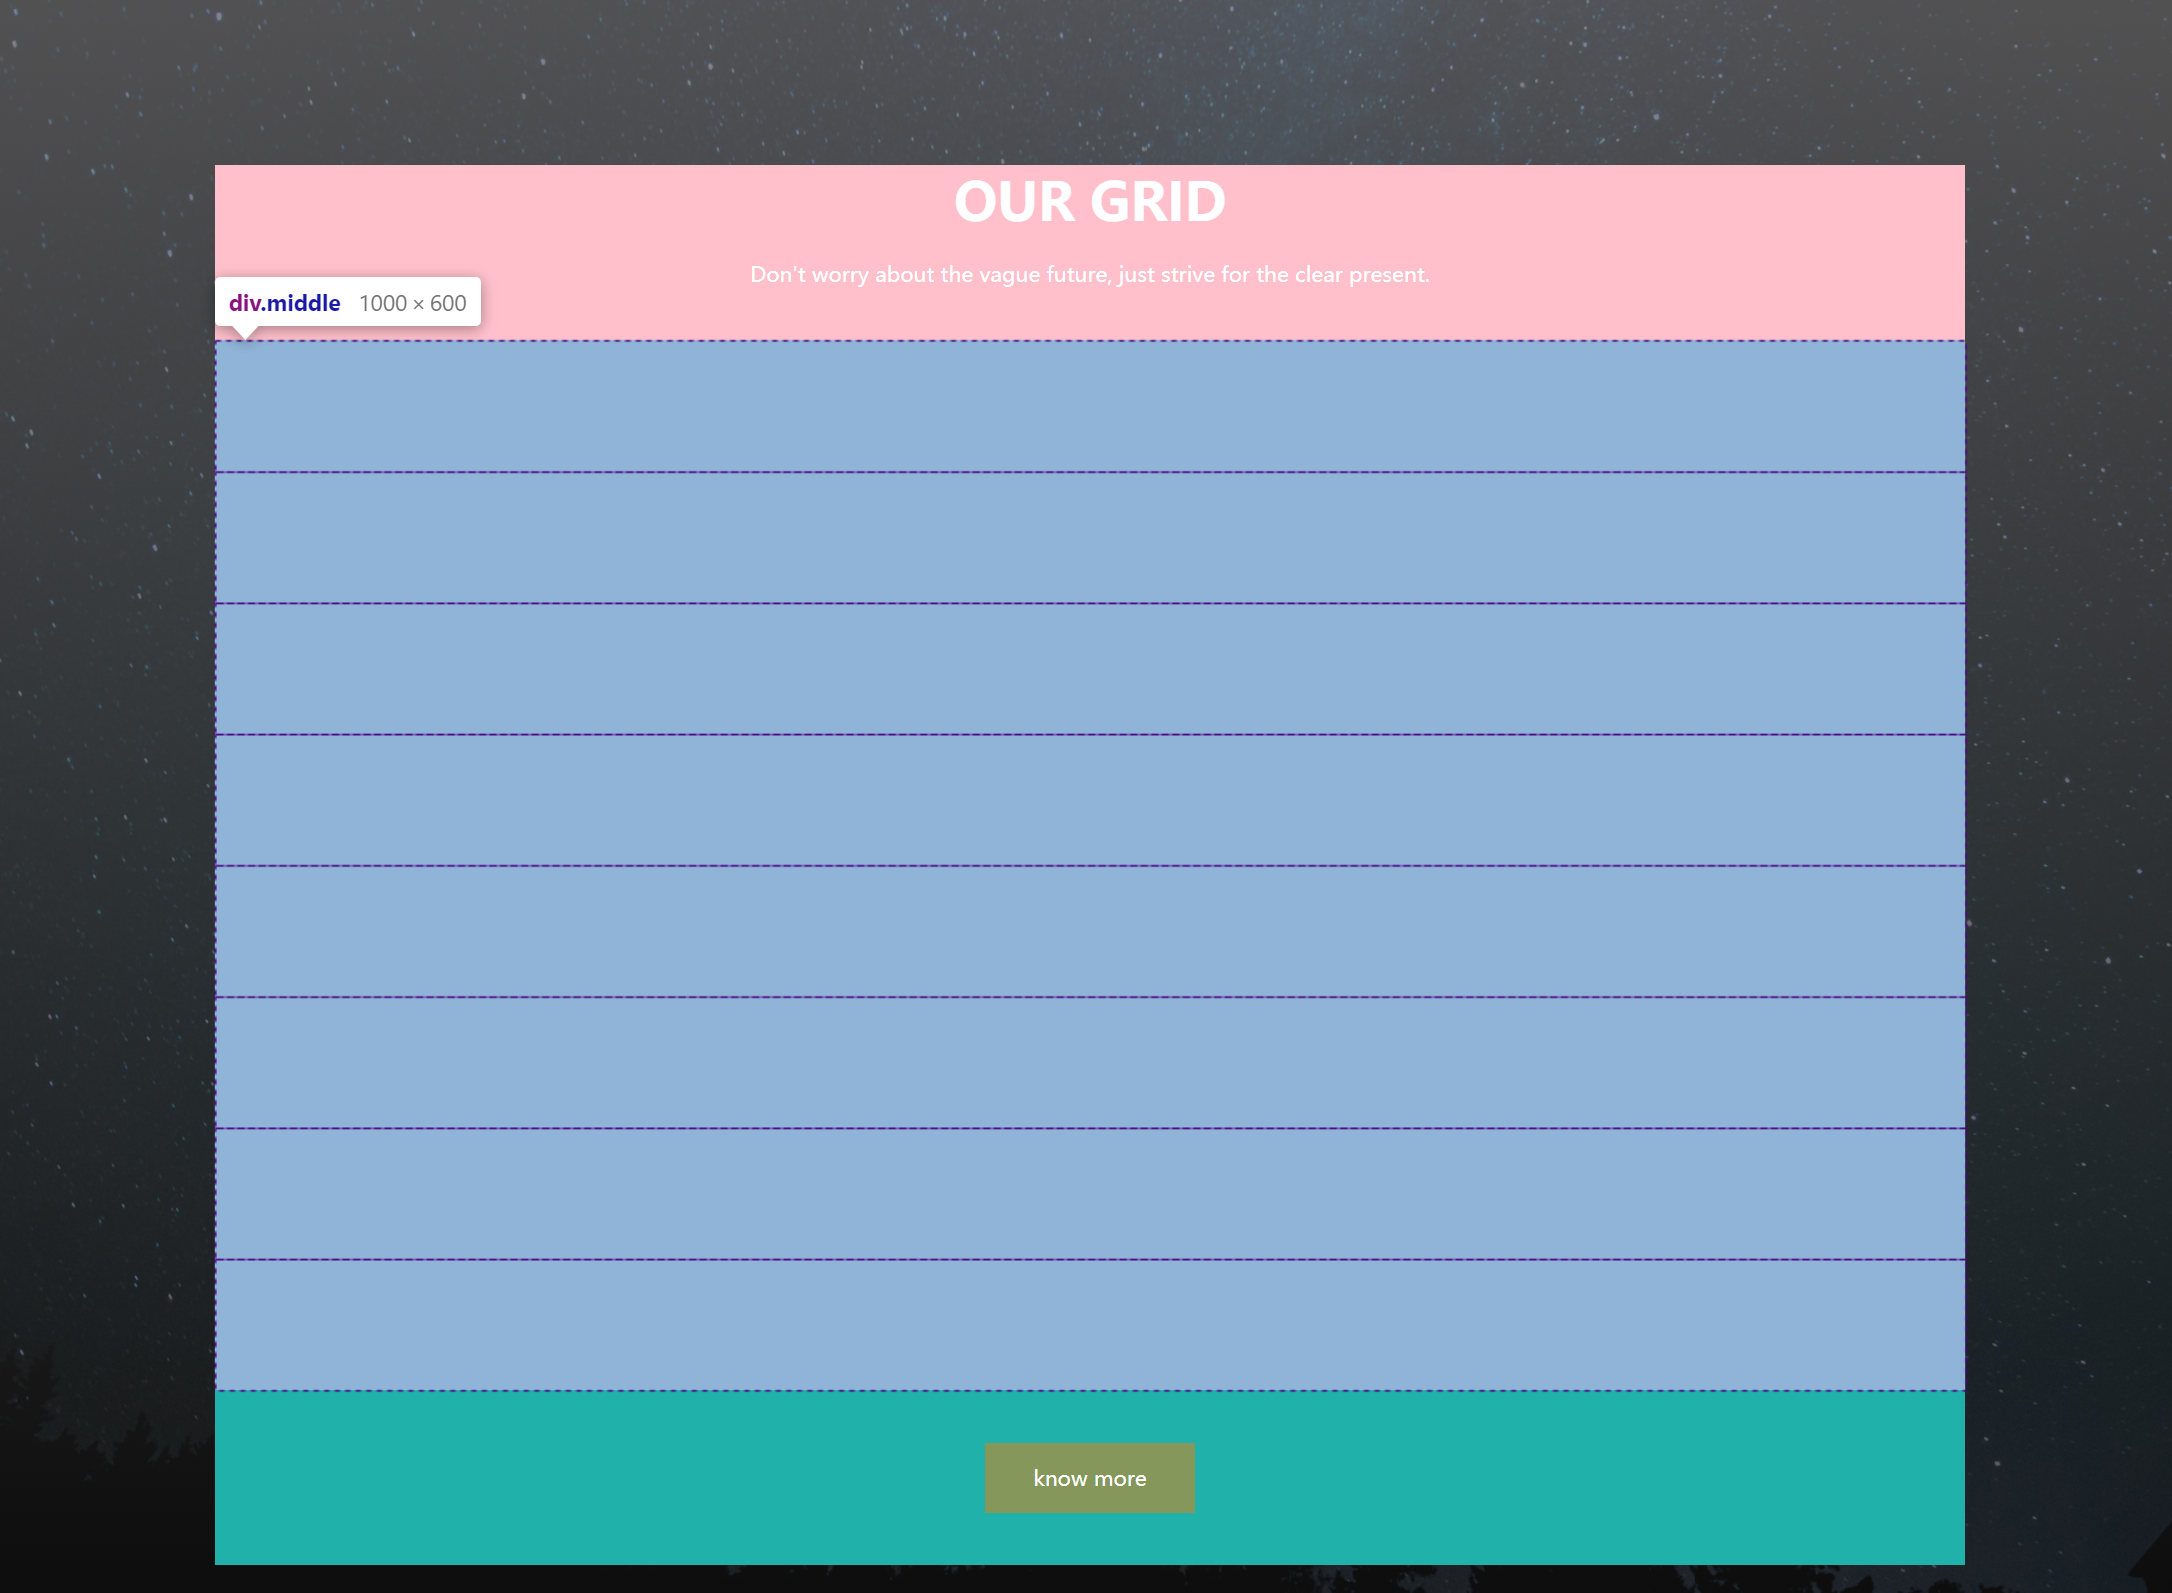 OUR GRID
Don't worry about the vague future, just strive for the clear present.
div.middle 1000 × 600
know more